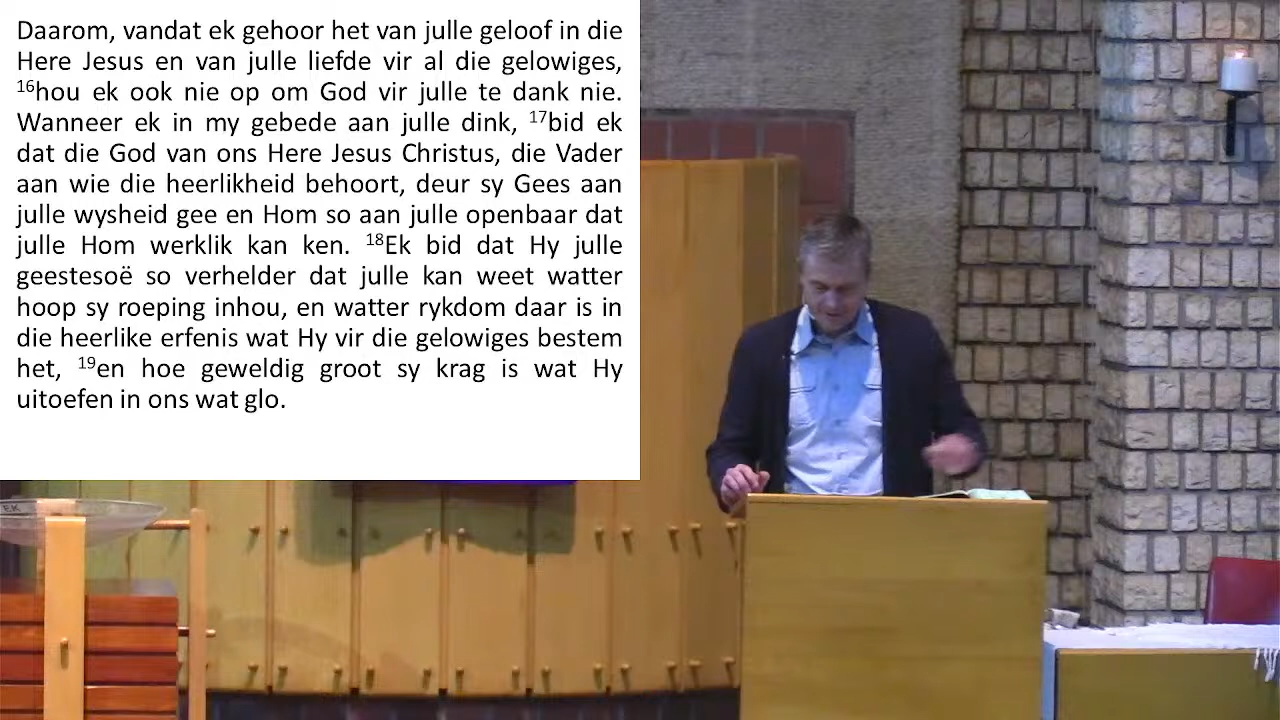 Daarom, vandat ek gehoor het van julle geloof in die
Here Jesus en van julle liefde vir al die gelowiges,
16hou ek ook nie op om God vir julle te dank nie.
Wanneer ek in my gebede aan julle dink, 17bid ek
dat die God van ons Here Jesus Christus, die Vader
aan wie die heerlikheid behoort, deur sy Gees aan
julle wysheid gee en Hom so aan julle openbaar dat
julle Hom werklik kan ken. 18Ek bid dat Hy julle
geestesoë so verhelder dat julle kan weet watter
hoop sy roeping inhou, en watter rykdom daar is in
die heerlike erfenis wat Hy vir die gelowiges bestem
het, 19en hoe geweldig groot sy krag is wat Hy
uitoefen in ons wat glo.